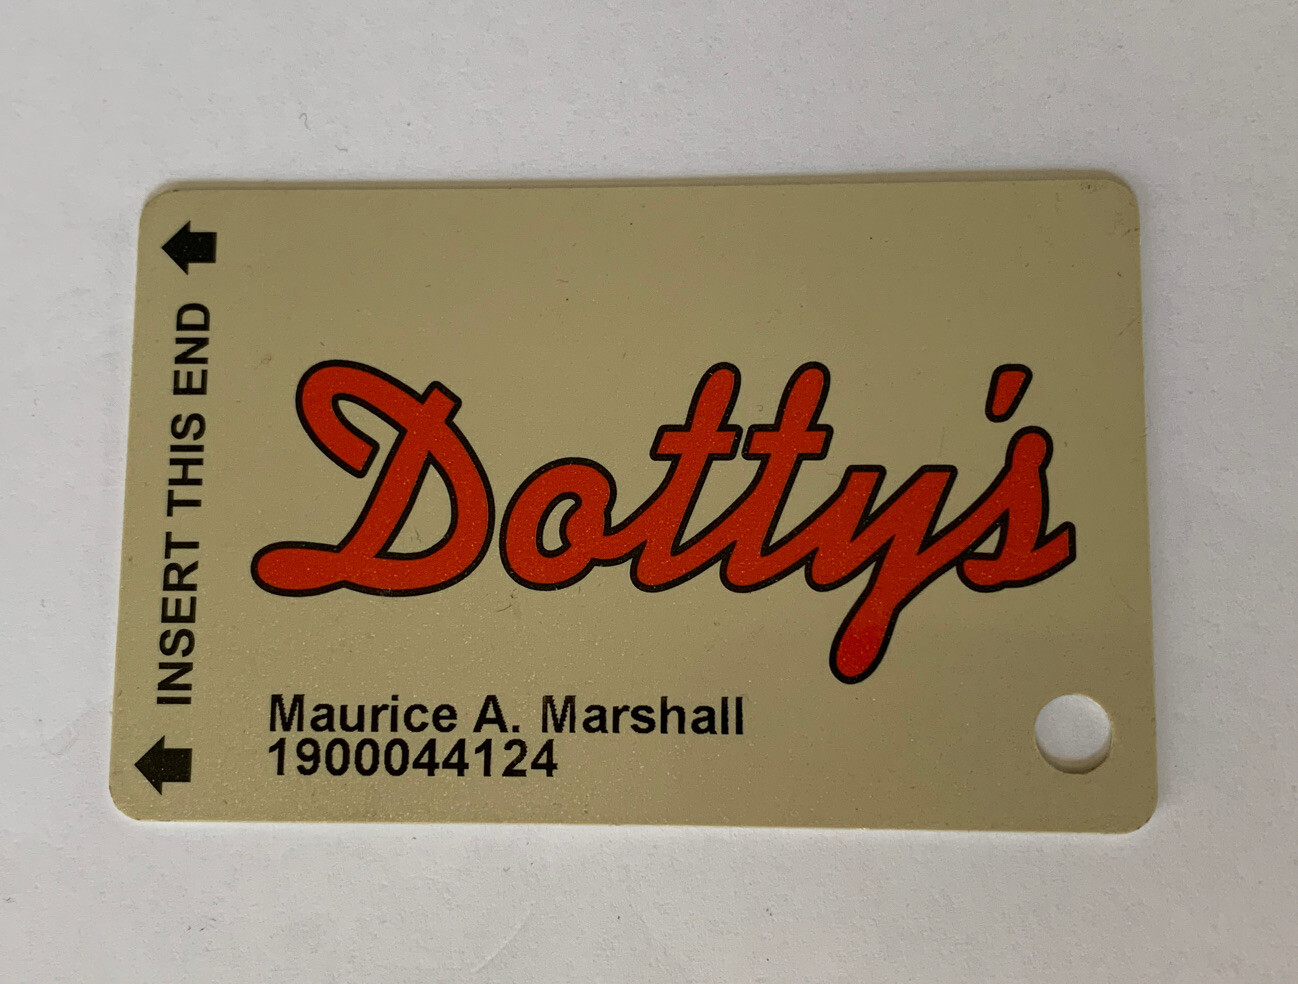 INSERT THIS END
Dotty's
Maurice A. Marshall
1900044124